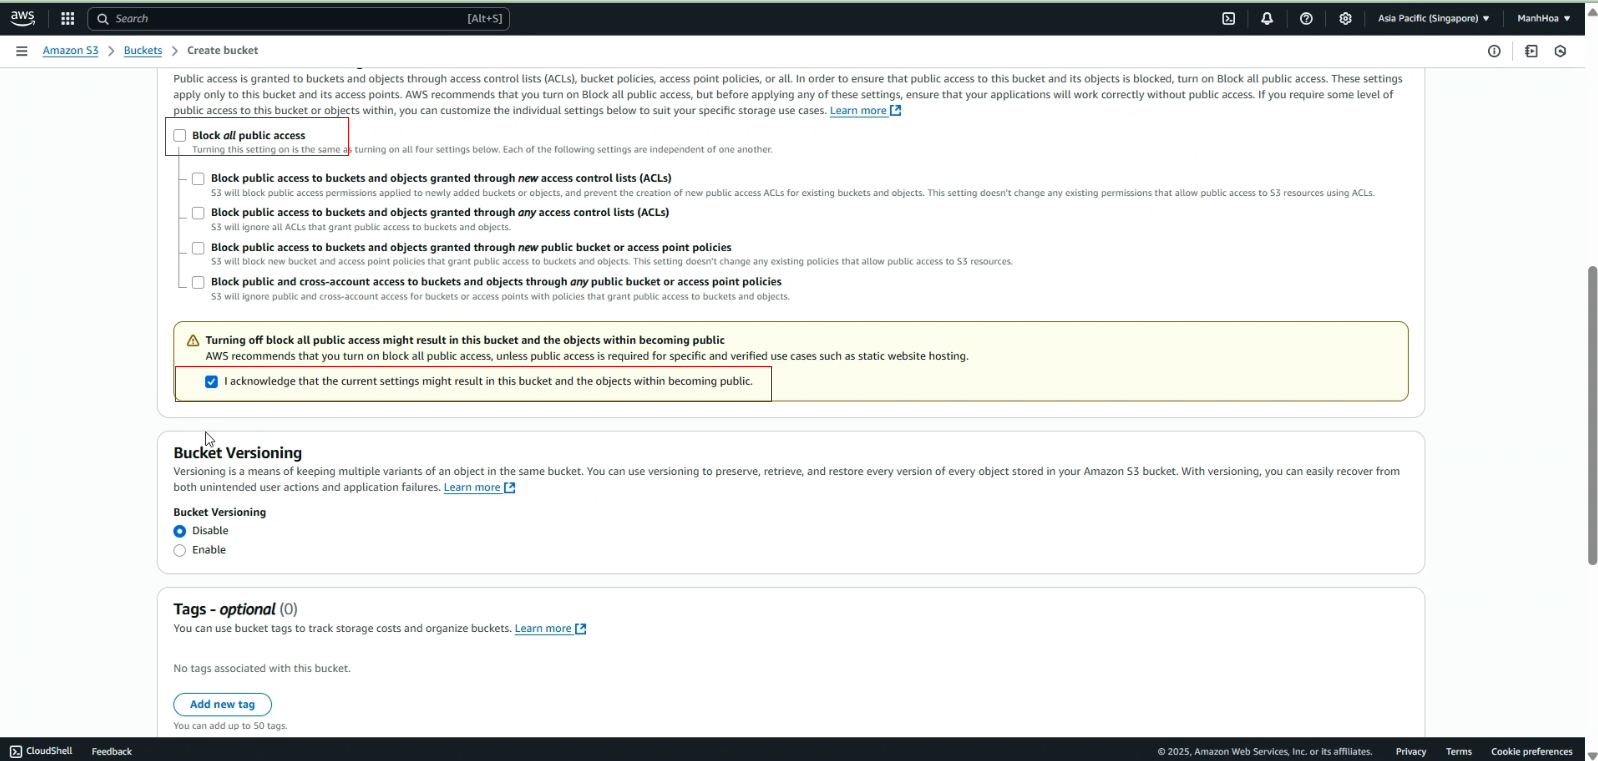 aws
Search
[Alt+S]
Asia Pacific (Singapore)
ManhHoa
Amazon S3
Buckets
Create bucket
Public access is granted to buckets and objects through access control lists (ACLs), bucket policies, access point policies, or all. In order to ensure that public access to this bucket and its objects is blocked, turn on Block all public access. These settings
apply only to this bucket and its access points. AWS recommends that you turn on Block all public access, but before applying any of these settings, ensure that your applications will work correctly without public access. If you require some level of
public access to this bucket or objects within, you can customize the individual settings below to suit your specific storage use cases. Learn more
Block all public access
Turning this setting on is the same as turning on all four settings below. Each of the following settings are independent of one another.
Block public access to buckets and objects granted through new access control lists (ACLs)
S3 will block public access permissions applied to newly added buckets or objects, and prevent the creation of new public access ACLs for existing buckets and objects. This setting doesn't change any existing permissions that allow public access to S3 resources using ACLs.
Block public access to buckets and objects granted through any access control lists (ACLs)
S3 will ignore all ACLs that grant public access to buckets and objects.
Block public access to buckets and objects granted through new public bucket or access point policies
S3 will block new bucket and access point policies that grant public access to buckets and objects. This setting doesn't change any existing policies that allow public access to S3 resources.
Block public and cross-account access to buckets and objects through any public bucket or access point policies
S3 will ignore public and cross-account access for buckets or access points with policies that grant public access to buckets and objects.
Turning off block all public access might result in this bucket and the objects within becoming public
AWS recommends that you turn on block all public access, unless public access is required for specific and verified use cases such as static website hosting.
I acknowledge that the current settings might result in this bucket and the objects within becoming public.
Bucket Versioning
Versioning is a means of keeping multiple variants of an object in the same bucket. You can use versioning to preserve, retrieve, and restore every version of every object stored in your Amazon S3 bucket. With versioning, you can easily recover from
both unintended user actions and application failures. Learn more
Bucket Versioning
Disable
Enable
Tags - optional (0)
You can use bucket tags to track storage costs and organize buckets. Learn more
No tags associated with this bucket.
Add new tag
You can add up to 50 tags.
CloudShell
Feedback
© 2025, Amazon Web Services, Inc. or its affiliates.
Privacy
Terms
Cookie preferences